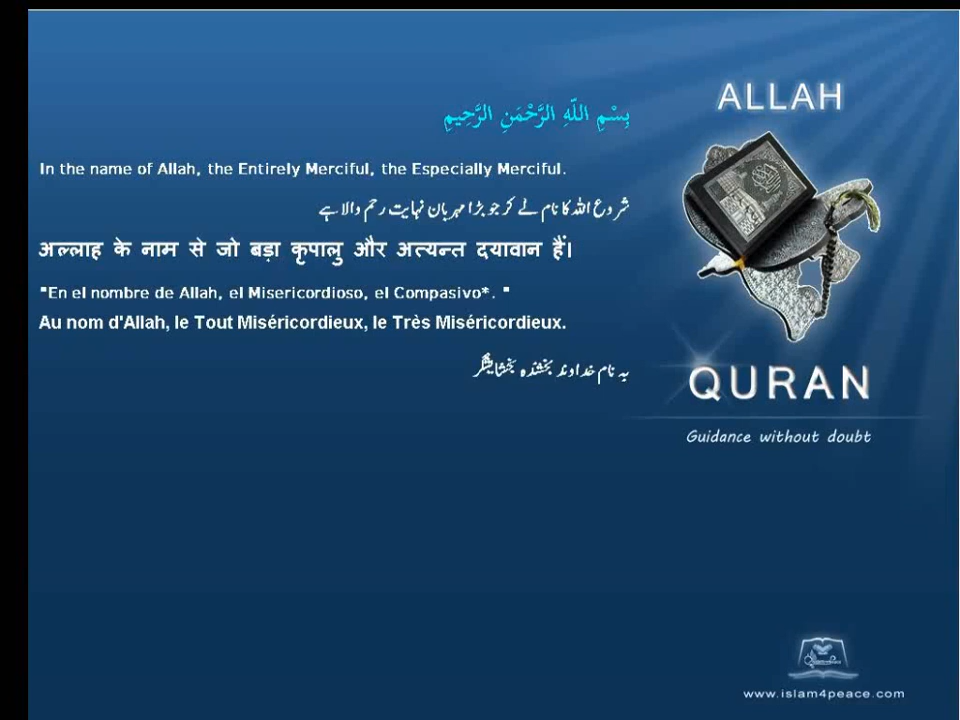 بِسْمِ اللَّهِ الرَّحْمَنِ الرَّحِيمِ
In the name of Allah, the Entirely Merciful, the Especially Merciful.
شروع الله کا نام لے کر جو بڑا مہربان نہایت رحم والا ہے
अल्लाह के नाम से जो बड़ा कृपालु और अत्यन्त दयावान हैं।
"En el nombre de Allah, el Misericordioso, el Compasivo*. "
Au nom d'Allah, le Tout Miséricordieux, le Très Miséricordieux.
به نام خداوند بخشنده بخشایشگر
ALLAH
QURAN
Guidance without doubt
www.islam4peace.com